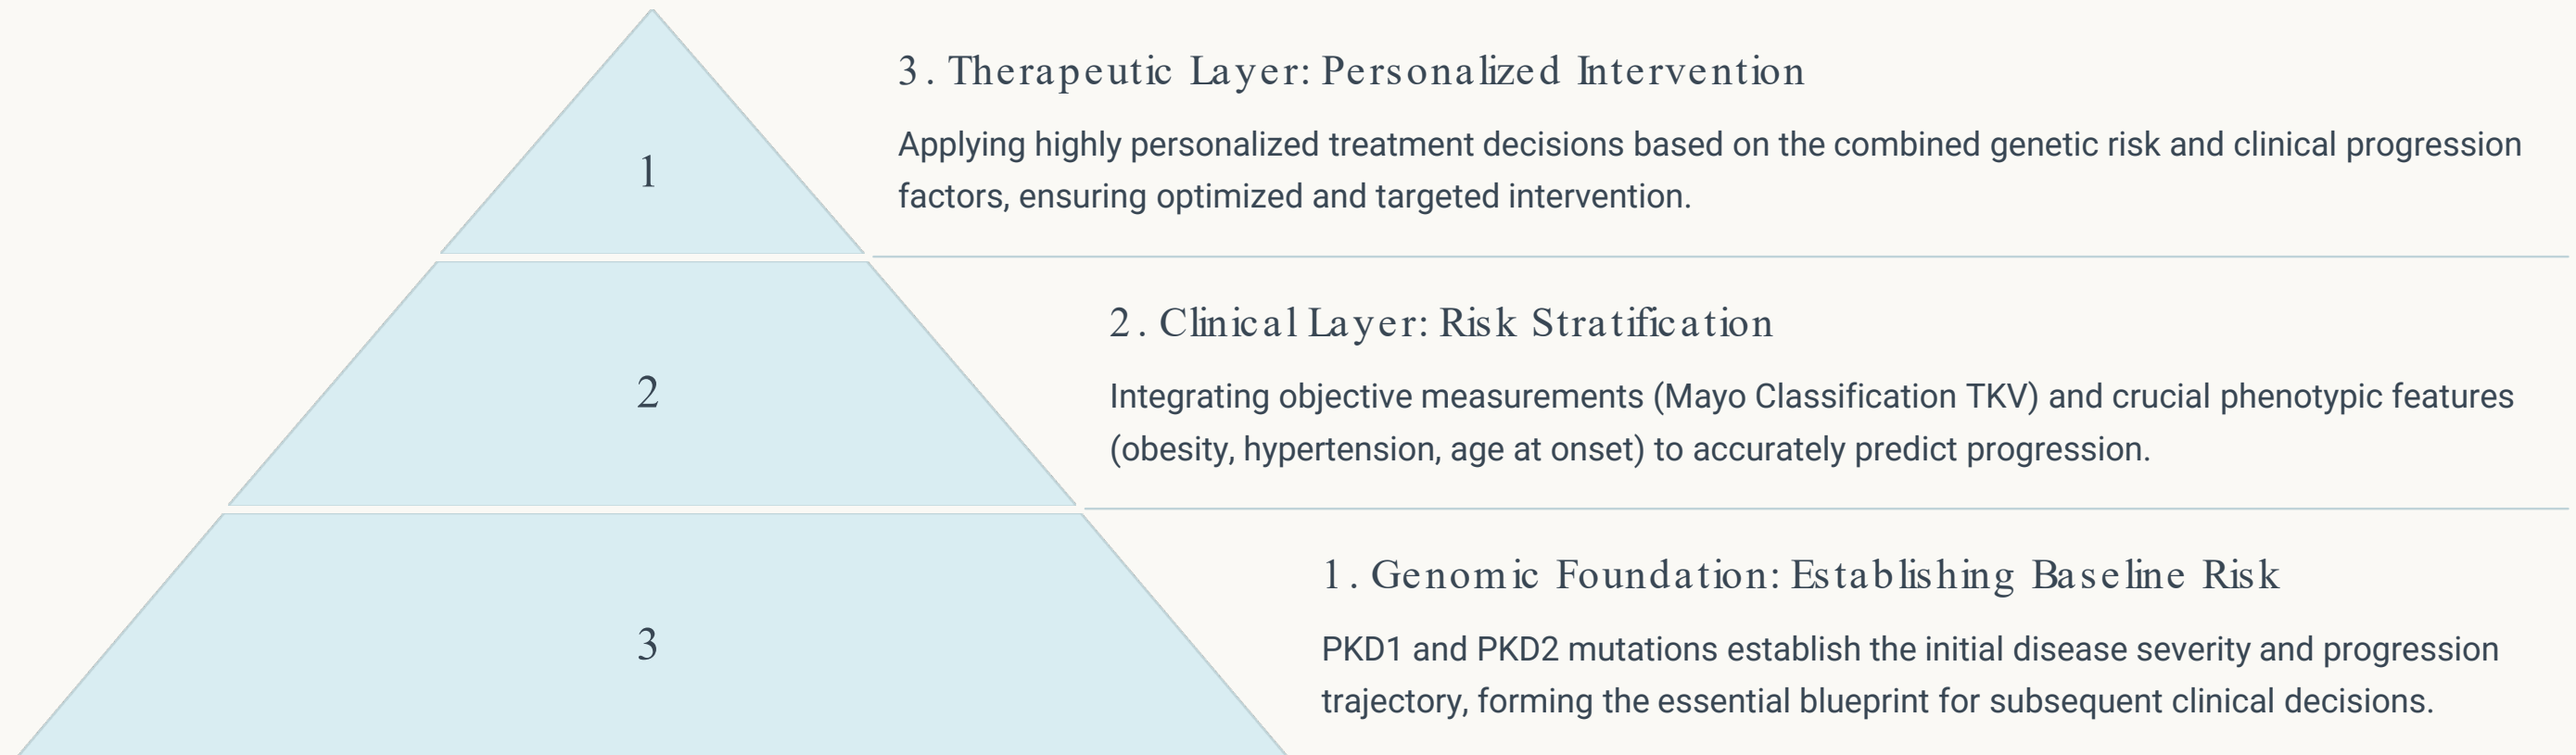 1
3. Therapeutic Layer: Personalized Intervention
Applying highly personalized treatment decisions based on the combined genetic risk and clinical progression
factors, ensuring optimized and targeted intervention.
2
2. Clinical Layer: Risk Stratification
Integrating objective measurements (Mayo Classification TKV) and crucial phenotypic features
(obesity, hypertension, age at onset) to accurately predict progression.
3
1. Genomic Foundation: Establishing Baseline Risk
PKD1 and PKD2 mutations establish the initial disease severity and progression
trajectory, forming the essential blueprint for subsequent clinical decisions.